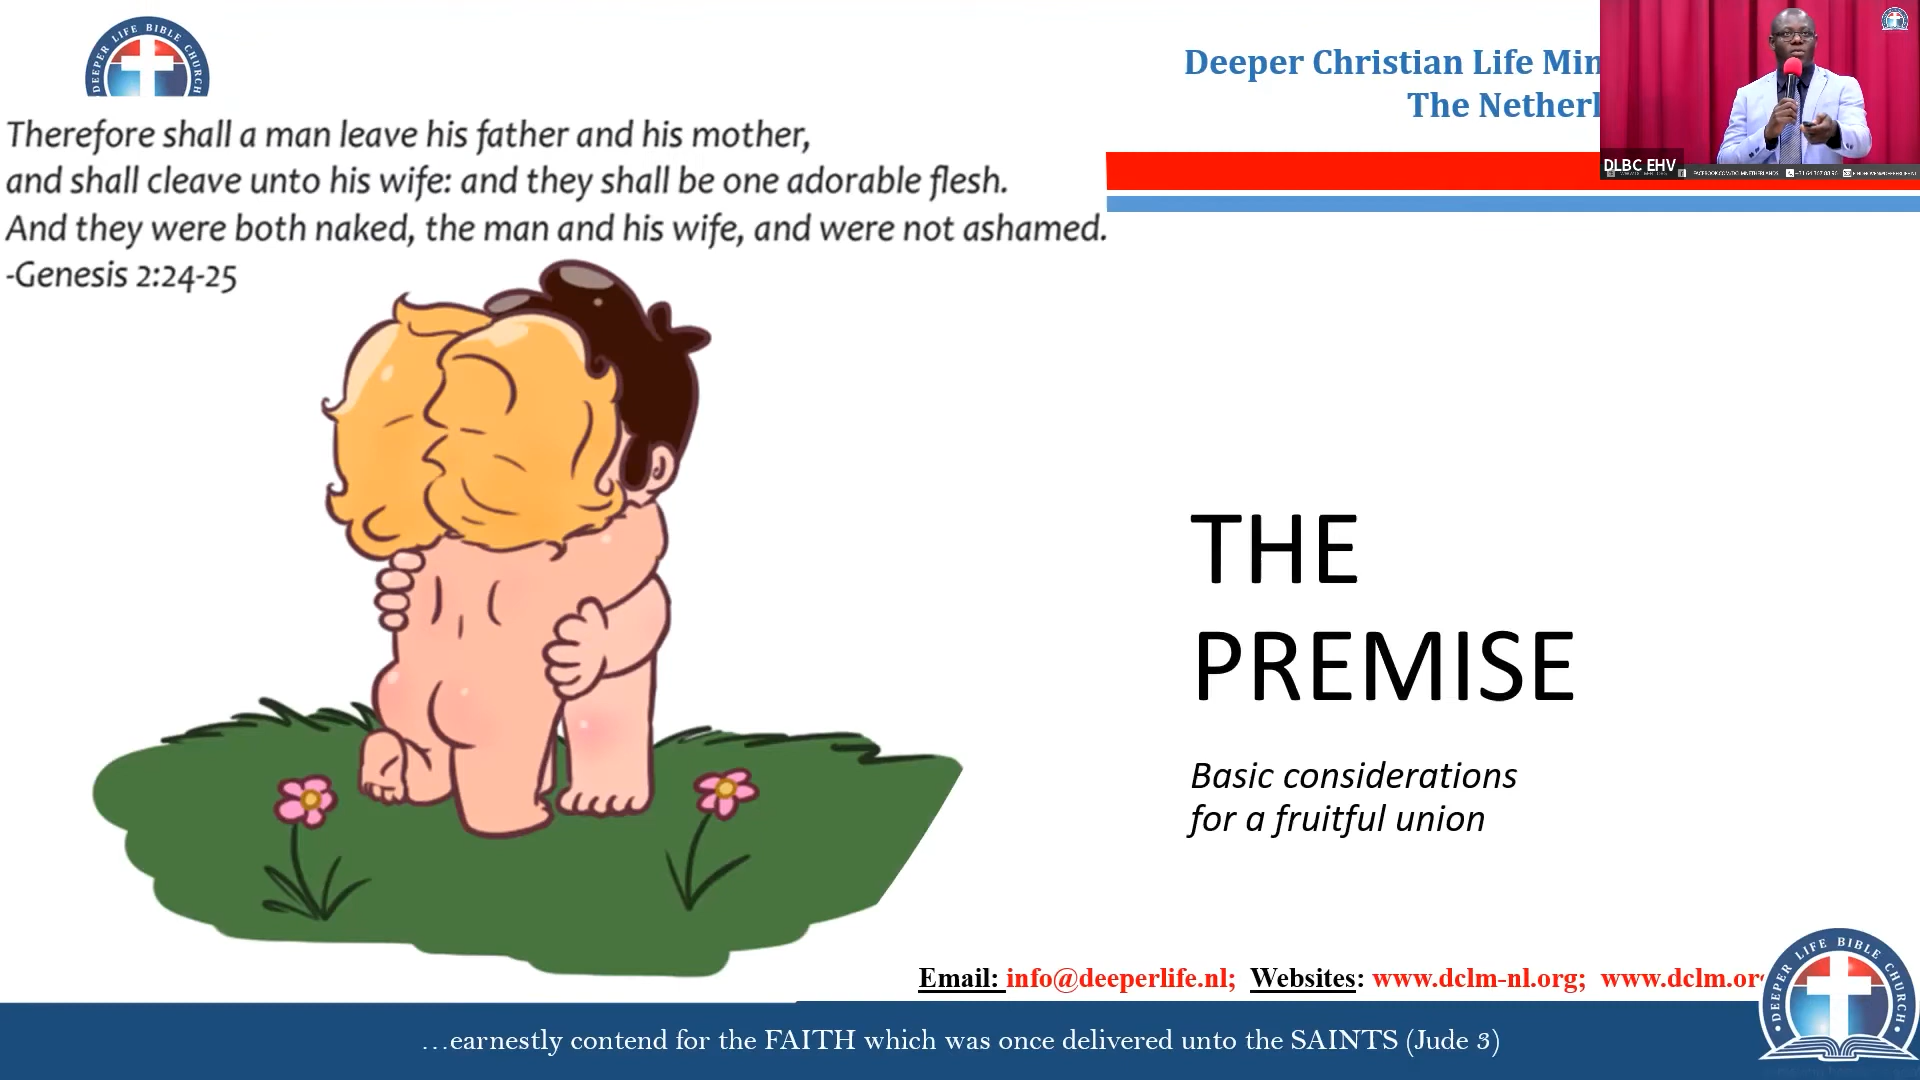 DEEPER LIFE BIBLE CHURCH
Deeper Christian Life Min
The Netherl
Therefore shall a man leave his father and his mother,
and shall cleave unto his wife: and they shall be one adorable flesh.
And they were both naked, the man and his wife, and were not ashamed.
-Genesis 2:24-25
DLBC EHV
THE
PREMISE
Basic considerations
for a fruitful union
Email: info@deeperlife.nl; Websites: www.dclm-nl.org; www.dclm.or
...earnestly contend for the FAITH which was once delivered unto the SAINTS (Jude 3)
DEEPER LIFE BIBLE CHURCH